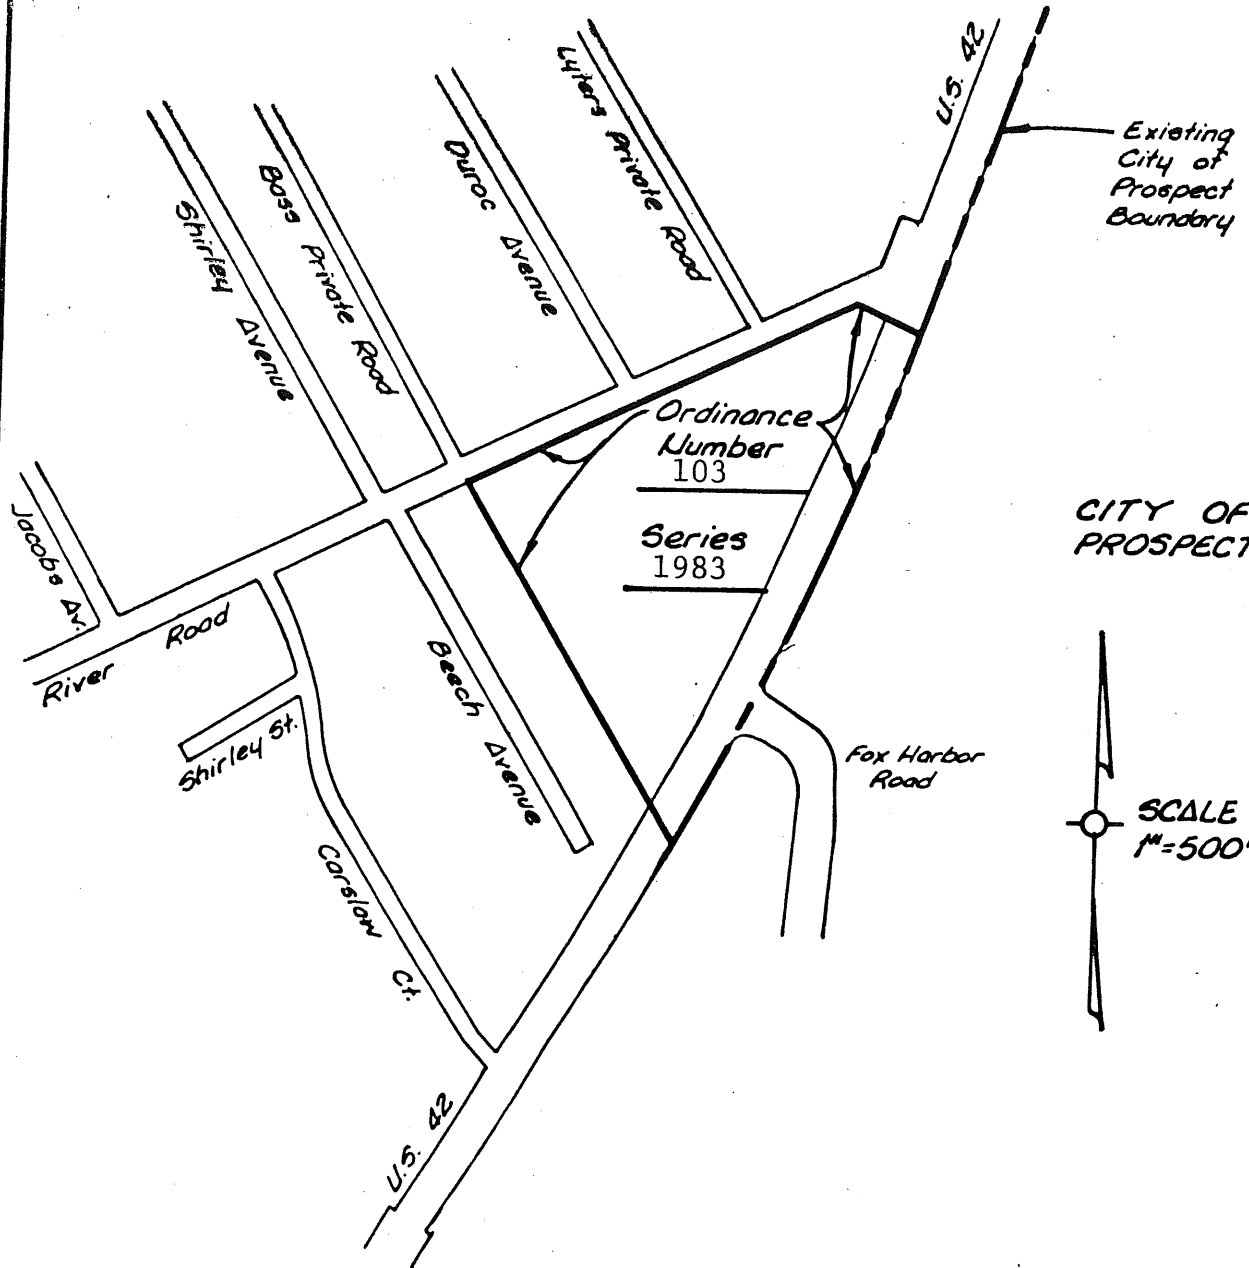 U.S. 42
Existing
City of
Prospect
Boundary
Lyters Private Road
Duroc Avenue
Bass Private Road
Shirley Avenue
Ordinance
Number
103
Series
1983
CITY OF
PROSPECT
Jacobs Av.
River Road
Shirley St.
Beech Avenue
Fox Harbor
Road
SCALE
1"=500'
Carslow Ct.
U.S. 42